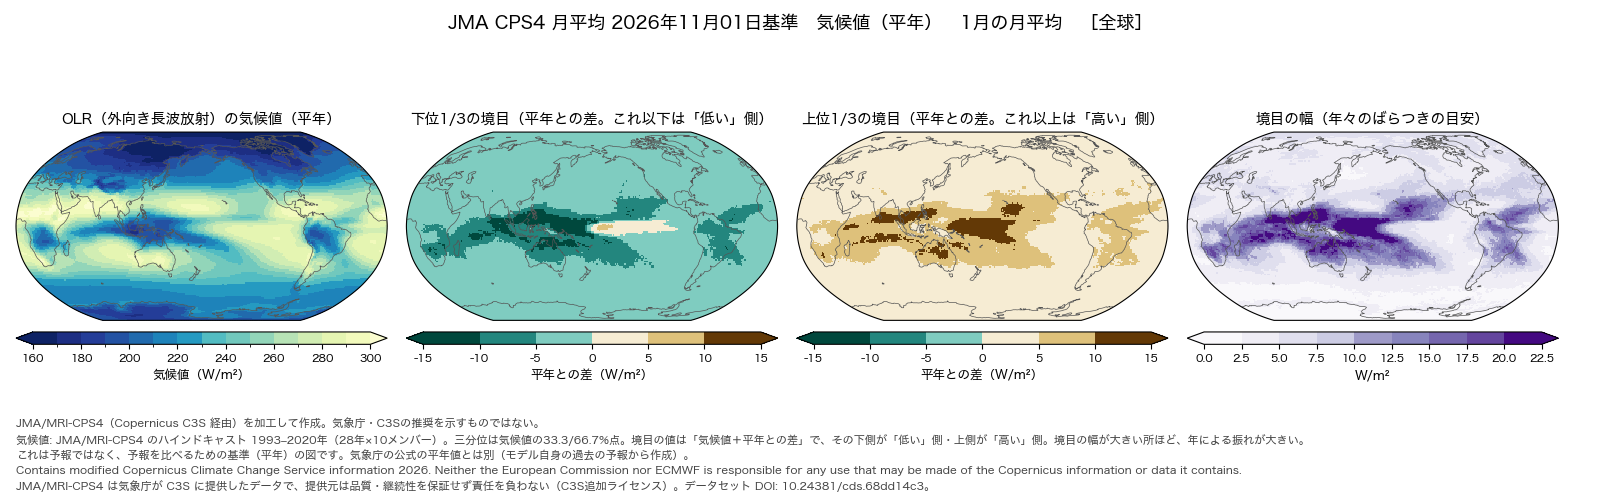 JMA CPS4 月平均 2026年11月01日基準　気候値（平年）　1月の月平均　［全球］
OLR（外向き長波放射）の気候値（平年）
下位1/3の境目（平年との差。これ以下は「低い」側）
上位1/3の境目（平年との差。これ以上は「高い」側）
境目の幅（年々のばらつきの目安）
160 180 200 220 240 260 280 300
気候値（W/m²）
-15 -10 -5 0 5 10 15
平年との差（W/m²）
-15 -10 -5 0 5 10 15
平年との差（W/m²）
0.0 2.5 5.0 7.5 10.0 12.5 15.0 17.5 20.0 22.5
W/m²
JMA/MRI-CPS4（Copernicus C3S 経由）を加工して作成。気象庁・C3Sの推奨を示すものではない。
気候値: JMA/MRI-CPS4 のハインドキャスト 1993–2020年（28年×10メンバー）。三分位は気候値の33.3/66.7%点。境目の値は「気候値＋平年との差」で、その下側が「低い」側・上側が「高い」側。境目の幅が大きい所ほど、年による振れが大きい。
これは予報ではなく、予報を比べるための基準（平年）の図です。気象庁の公式の平年値とは別（モデル自身の過去の予報から作成）。
Contains modified Copernicus Climate Change Service information 2026. Neither the European Commission nor ECMWF is responsible for any use that may be made of the Copernicus information or data it contains.
JMA/MRI-CPS4 は気象庁が C3S に提供したデータで、提供元は品質・継続性を保証せず責任を負わない（C3S追加ライセンス）。データセット DOI: 10.24381/cds.68dd14c3。